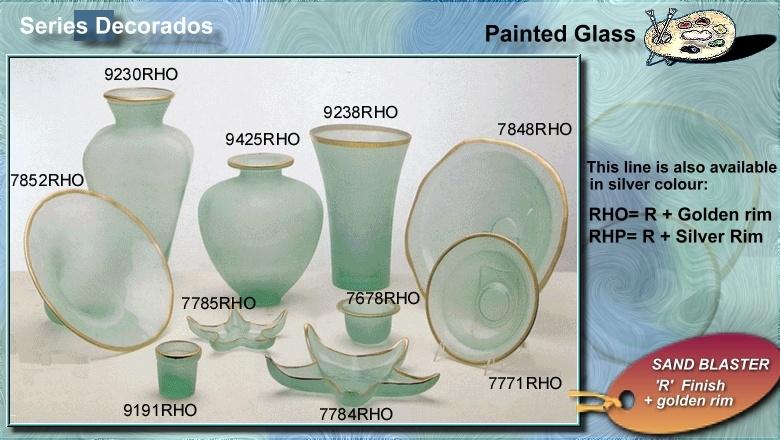 Series Decorados
Painted Glass
9230RHO
9238RHO
9425RHO
7848RHO
7852RHO
This line is also available
in silver colour:
RHO= R + Golden rim
RHP= R + Silver Rim
7785RHO
7678RHO
7771RHO
9191RHO
7784RHO
SAND BLASTER
'R' Finish
+ golden rim